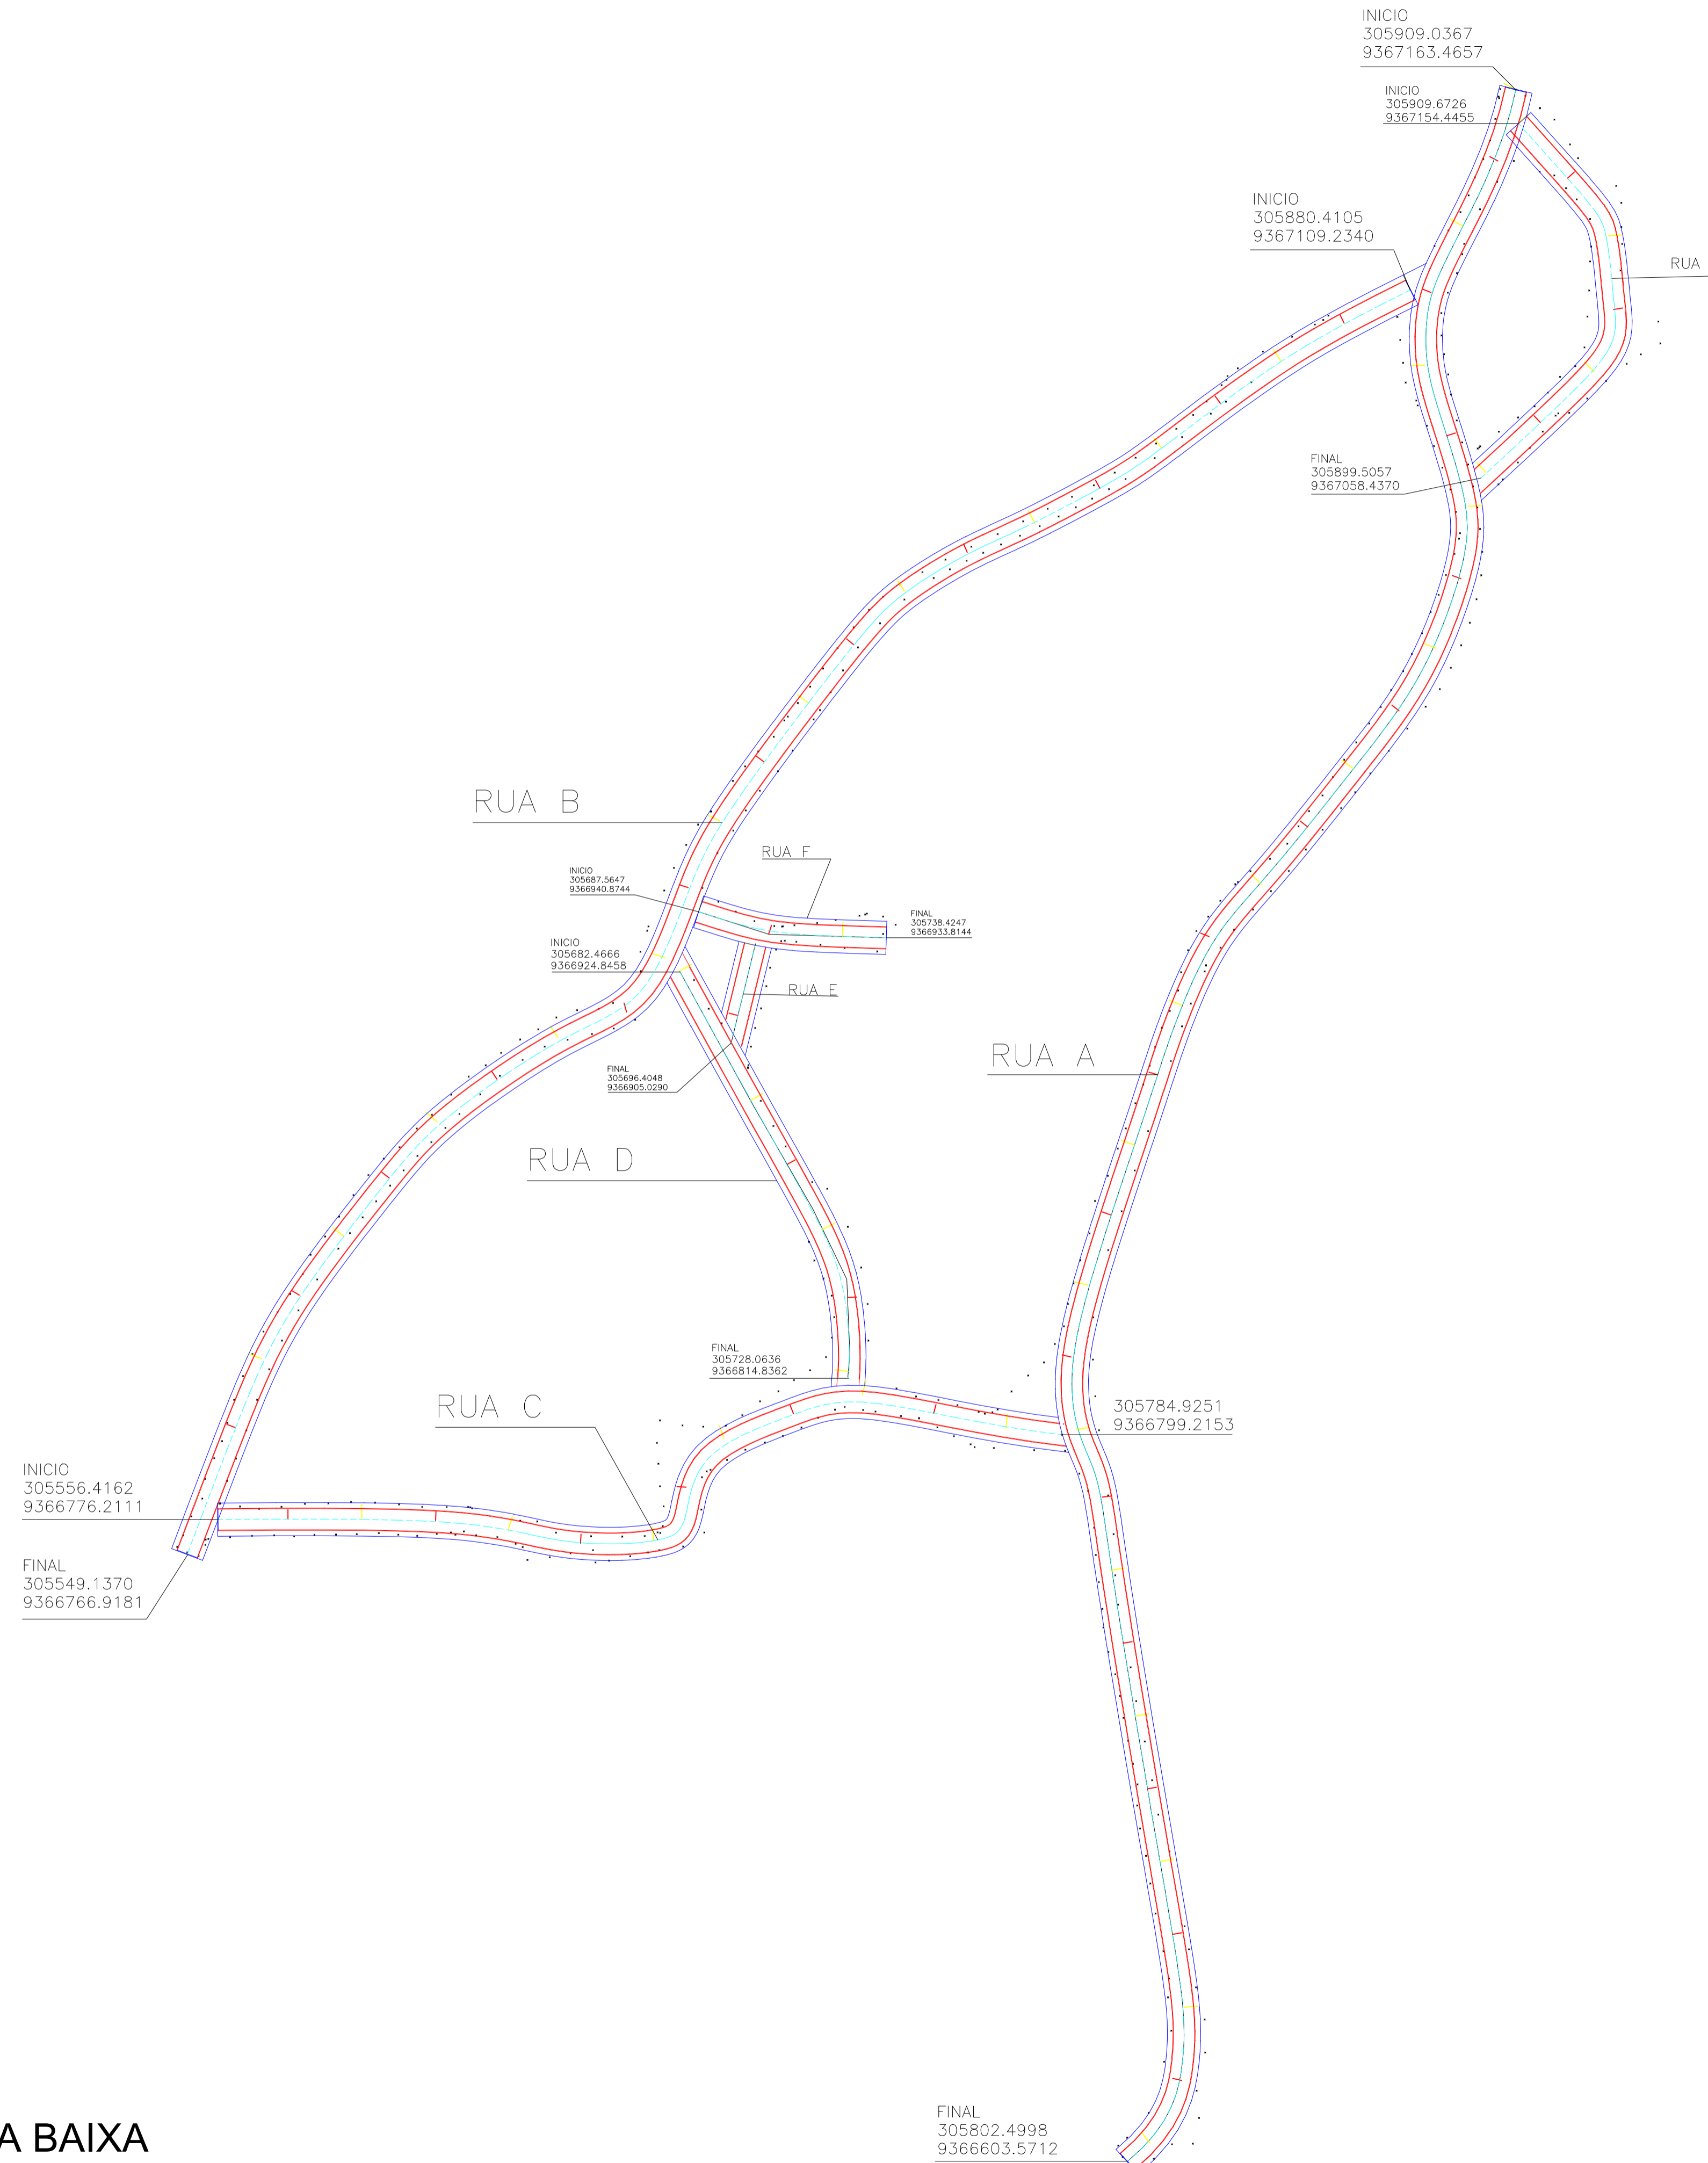 INICIO
305909.0367
9367163.4657
INICIO
305909.6726
9367154.4455
INICIO
305880.4105
9367109.2340
RUA
FINAL
305899.5057
9367058.4370
RUA B
RUA F
INICIO
305687.5647
9366940.8744
FINAL
305738.4247
9366933.8144
INICIO
305682.4666
9366924.8458
RUA E
RUA A
FINAL
305696.4048
9366905.0290
RUA D
FINAL
305728.0636
9366814.8362
RUA C
305784.9251
9366799.2153
INICIO
305556.4162
9366776.2111
FINAL
305549.1370
9366766.9181
FINAL
305802.4998
9366603.5712
A BAIXA